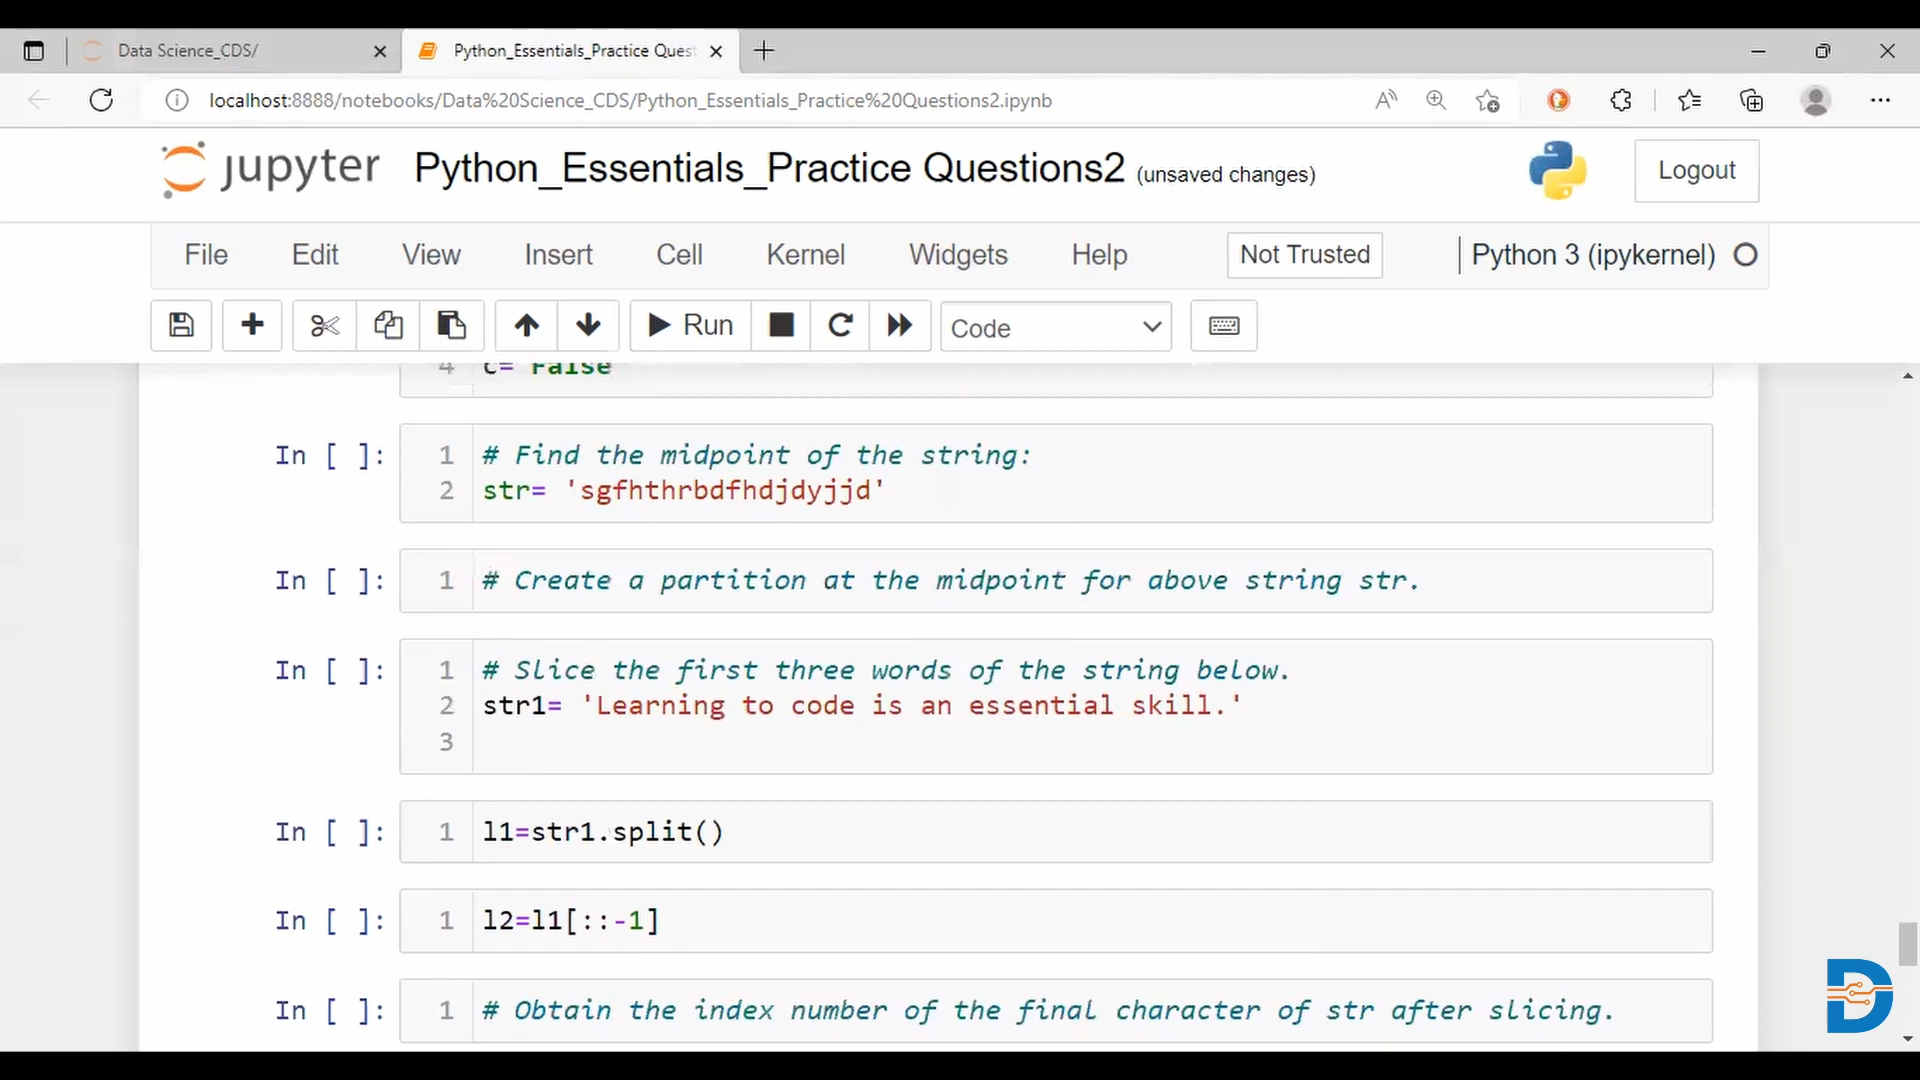 Data Science_CDS/
Python_Essentials_Practice Quest
localhost:8888/notebooks/Data%20Science_CDS/Python_Essentials_Practice%20Questions2.ipynb
jupyter Python_Essentials_Practice Questions2 (unsaved changes)
Logout
File Edit View Insert Cell Kernel Widgets Help Not Trusted Python 3 (ipykernel)
Run Code
4 c= False
In [ ]: 1 # Find the midpoint of the string:
2 str= 'sgfhthrbdfhdjdyjjd'
In [ ]: 1 # Create a partition at the midpoint for above string str.
In [ ]: 1 # Slice the first three words of the string below.
2 str1= 'Learning to code is an essential skill.'
3
In [ ]: 1 l1=str1.split()
In [ ]: 1 l2=l1[::-1]
In [ ]: 1 # Obtain the index number of the final character of str after slicing.